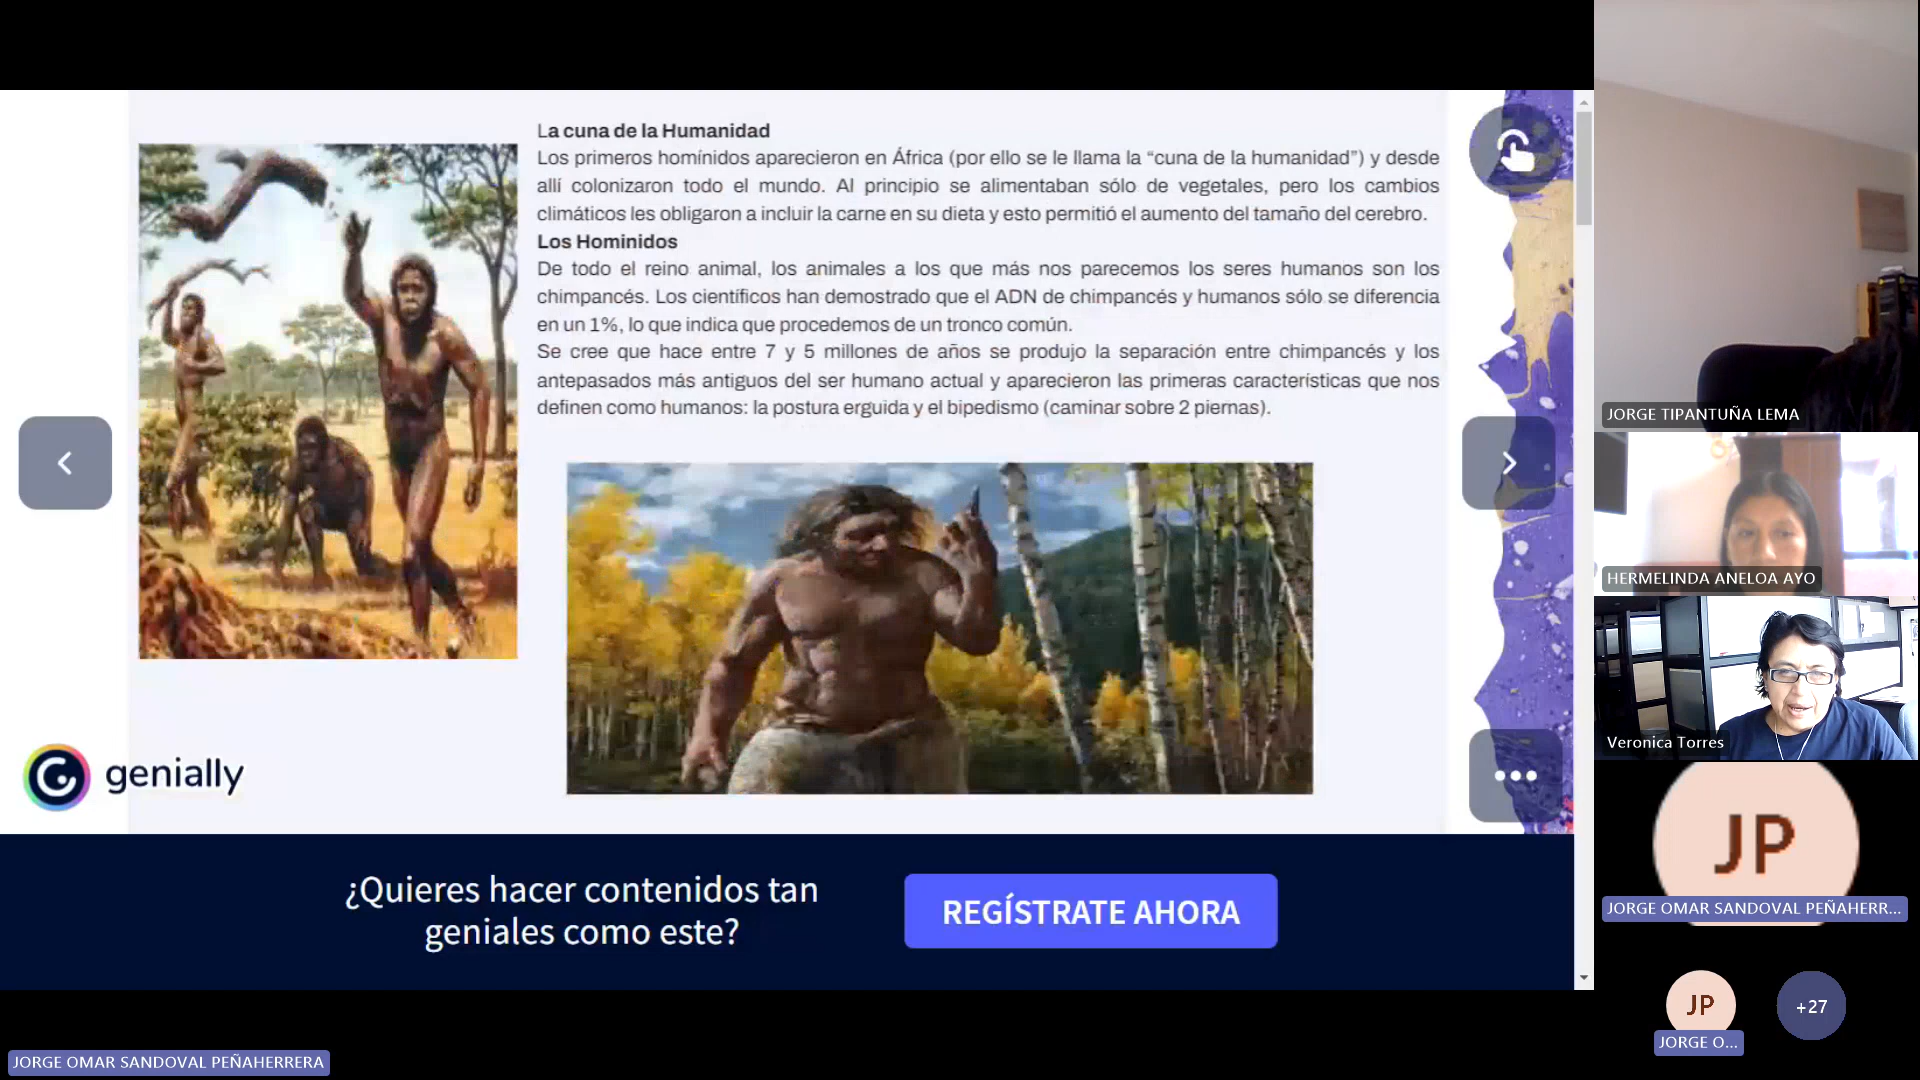 La cuna de la Humanidad
Los primeros homínidos aparecieron en África (por ello se le llama la “cuna de la humanidad”) y desde
allí colonizaron todo el mundo. Al principio se alimentaban sólo de vegetales, pero los cambios
climáticos les obligaron a incluir la carne en su dieta y esto permitió el aumento del tamaño del cerebro.
Los Hominidos
De todo el reino animal, los animales a los que más nos parecemos los seres humanos son los
chimpancés. Los científicos han demostrado que el ADN de chimpancés y humanos sólo se diferencia
en un 1%, lo que indica que procedemos de un tronco común.
Se cree que hace entre 7 y 5 millones de años se produjo la separación entre chimpancés y los
antepasados más antiguos del ser humano actual y aparecieron las primeras características que nos
definen como humanos: la postura erguida y el bipedismo (caminar sobre 2 piernas).
genially
¿Quieres hacer contenidos tan
geniales como este?
REGÍSTRATE AHORA
JORGE OMAR SANDOVAL PEÑAHERRERA
JORGE TIPANTUÑA LEMA
HERMELINDA ANELOA AYO
Veronica Torres
JP
JORGE OMAR SANDOVAL PEÑAHERR...
JP
JORGE O...
+27